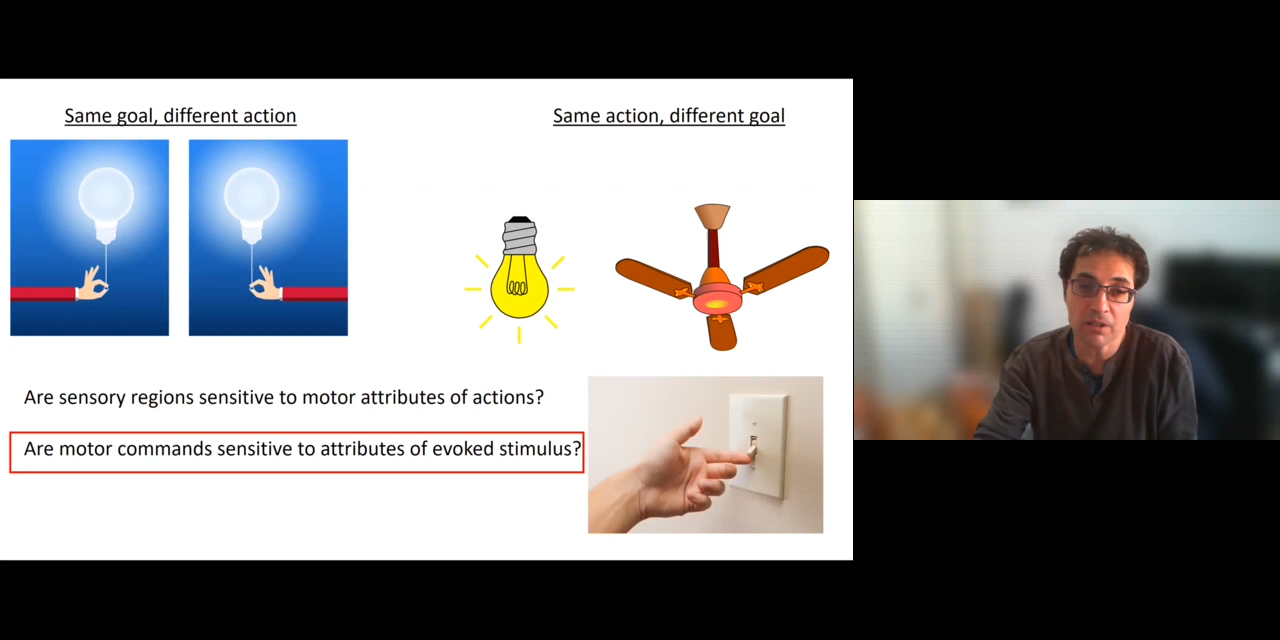 Same goal, different action
Same action, different goal
Are sensory regions sensitive to motor attributes of actions?
Are motor commands sensitive to attributes of evoked stimulus?